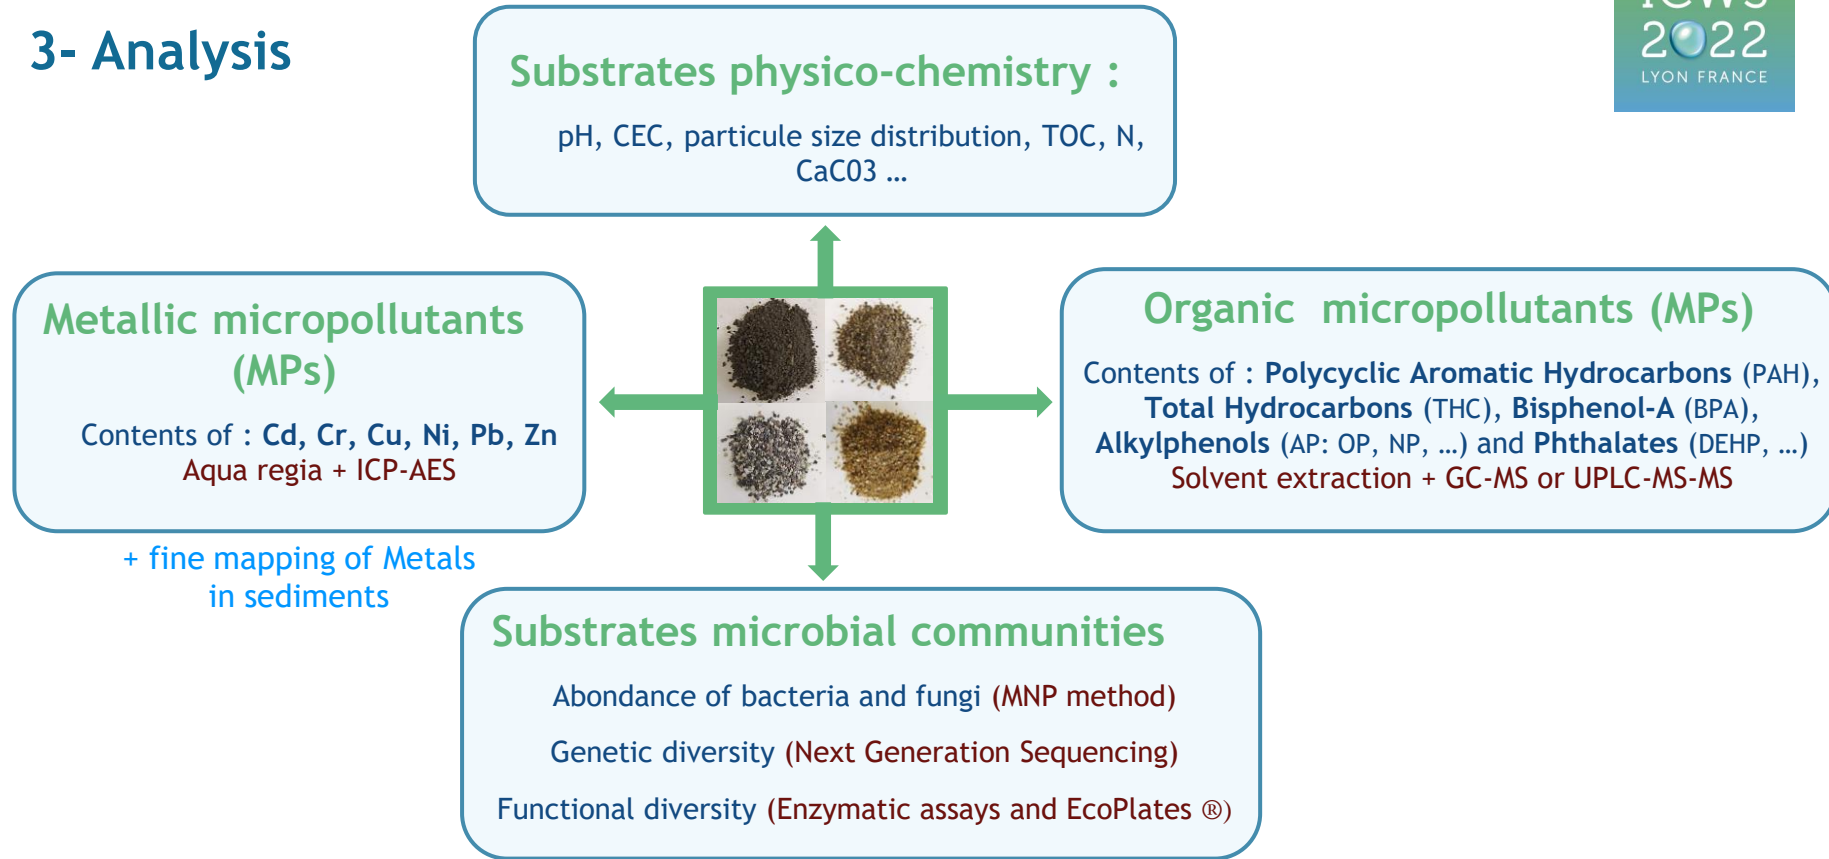 3- Analysis
ICWS
2022
LYON FRANCE
Substrates physico-chemistry :
pH, CEC, particule size distribution, TOC, N,
CaC03 ...
Metallic micropollutants
(MPs)
Contents of : Cd, Cr, Cu, Ni, Pb, Zn
Aqua regia + ICP-AES
+ fine mapping of Metals
in sediments
Organic micropollutants (MPs)
Contents of : Polycyclic Aromatic Hydrocarbons (PAH),
Total Hydrocarbons (THC), Bisphenol-A (BPA),
Alkylphenols (AP: OP, NP, ...) and Phthalates (DEHP, ...)
Solvent extraction + GC-MS or UPLC-MS-MS
Substrates microbial communities
Abondance of bacteria and fungi (MNP method)
Genetic diversity (Next Generation Sequencing)
Functional diversity (Enzymatic assays and EcoPlates ®)